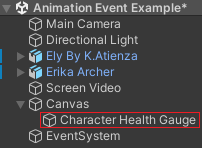 Animation Event Example*
Main Camera
Directional Light
Ely By K.Atienza
Erika Archer
Screen Video
Canvas
Character Health Gauge
EventSystem